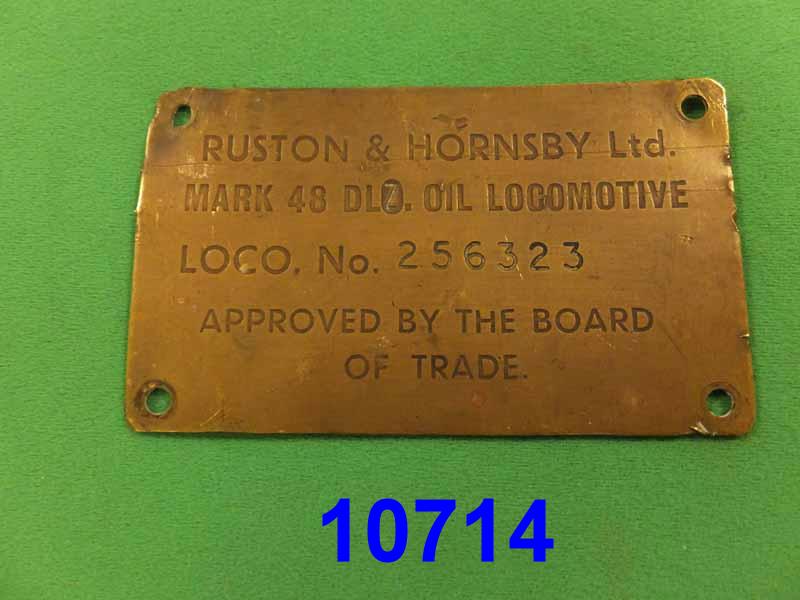 RUSTON & HORNSBY Ltd.
MARK 48 DLZ. OIL LOCOMOTIVE
LOCO. No. 256323
APPROVED BY THE BOARD
OF TRADE.
10714